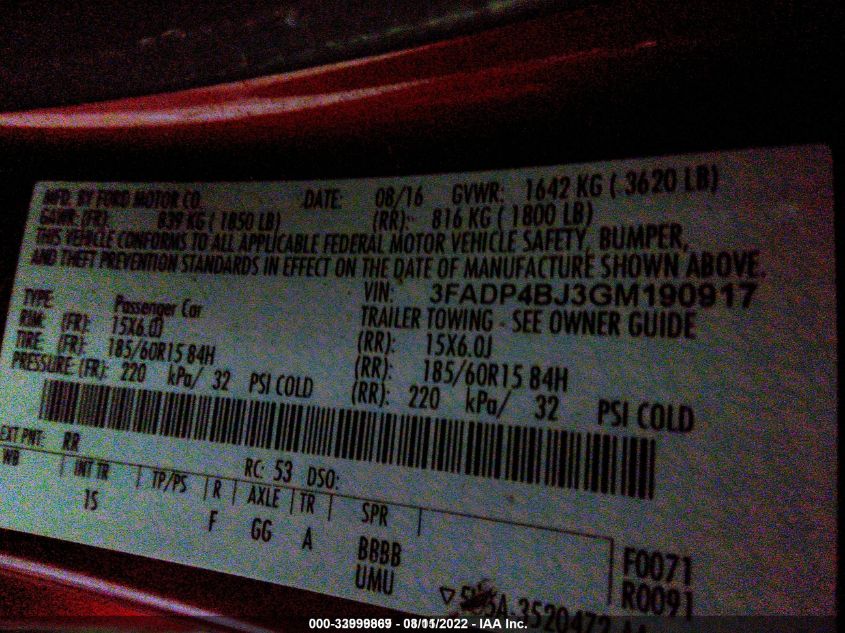 MFD. BY FORD MOTOR CO. DATE: 08/16 GVWR: 1642 KG ( 3620 LB)
GAWR: (FR): 839 KG ( 1850 LB) (RR): 816 KG ( 1800 LB)
THIS VEHICLE CONFORMS TO ALL APPLICABLE FEDERAL MOTOR VEHICLE SAFETY, BUMPER,
AND THEFT PREVENTION STANDARDS IN EFFECT ON THE DATE OF MANUFACTURE SHOWN ABOVE.
VIN: 3FADP4BJ3GM190917
TYPE: Passenger Car TRAILER TOWING - SEE OWNER GUIDE
RIM: (FR): 15X6.0J (RR): 15X6.0J
TIRE: (FR): 185/60R15 84H (RR): 185/60R15 84H
PRESSURE: (FR): 220 kPa/ 32 PSI COLD (RR): 220 kPa/ 32 PSI COLD
EXT PNT: RR RC: 53 DSO:
WB INT TR TP/PS R AXLE TR SPR
15 F GG A BBBB
UMU
F0071
R0091
000-33999869 - 2022 - IAA Inc.